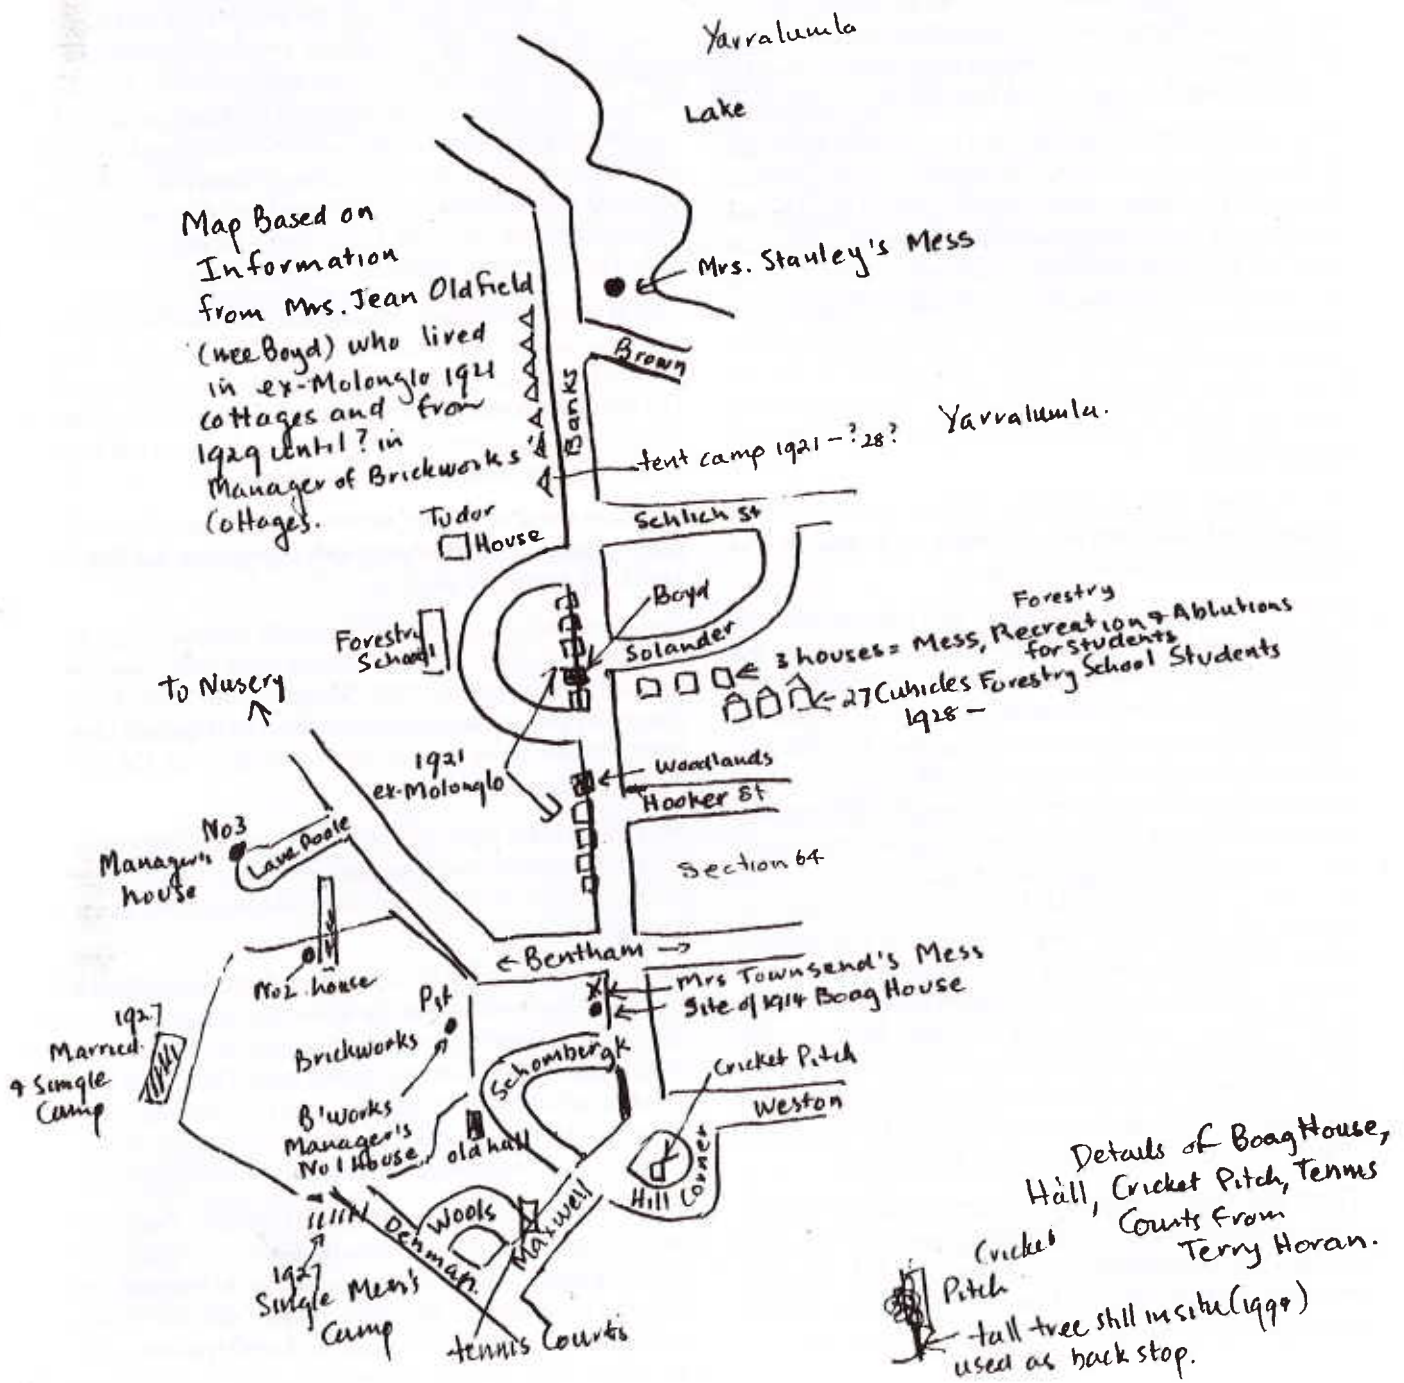 Yarralumla
Lake
Map Based on
Information
from Mrs. Jean Oldfield
(nee Boyd) who lived
in ex-Molonglo 1921
cottages and from
1929 until ? in
Manager of Brickworks'
Cottages.
Mrs. Stanley's Mess
Brown
Banks
Yarralumla.
tent camp 1921 - ?28?
Tudor
House
Schlich St
Boyd
Solander
Forestry
School
Forestry
3 houses = Mess, Recreation & Ablutions
for Students
27 Cubicles Forestry School Students
1928 -
To Nusery
1921
ex-Molonglo
Woodlands
Hooker St
Section 64
No3
Manager's
house
Lane Poole
No2. house
← Bentham →
Mrs Townsend's Mess
Site of 1914 Boag House
Pit
Brickworks
1927
Married
& Single
Camp
Schombergk
Cricket Pitch
Weston
B'works
Manager's
No 1 House
old hall
Hill Corner
Wools
Maxwell
Denman.
1927
Single Men's
Camp
tennis Courts
Details of Boag House,
Hall, Cricket Pitch, Tennis
Courts from
Terry Horan.
Cricket
Pitch
tall tree still in situ (1994)
used as back stop.